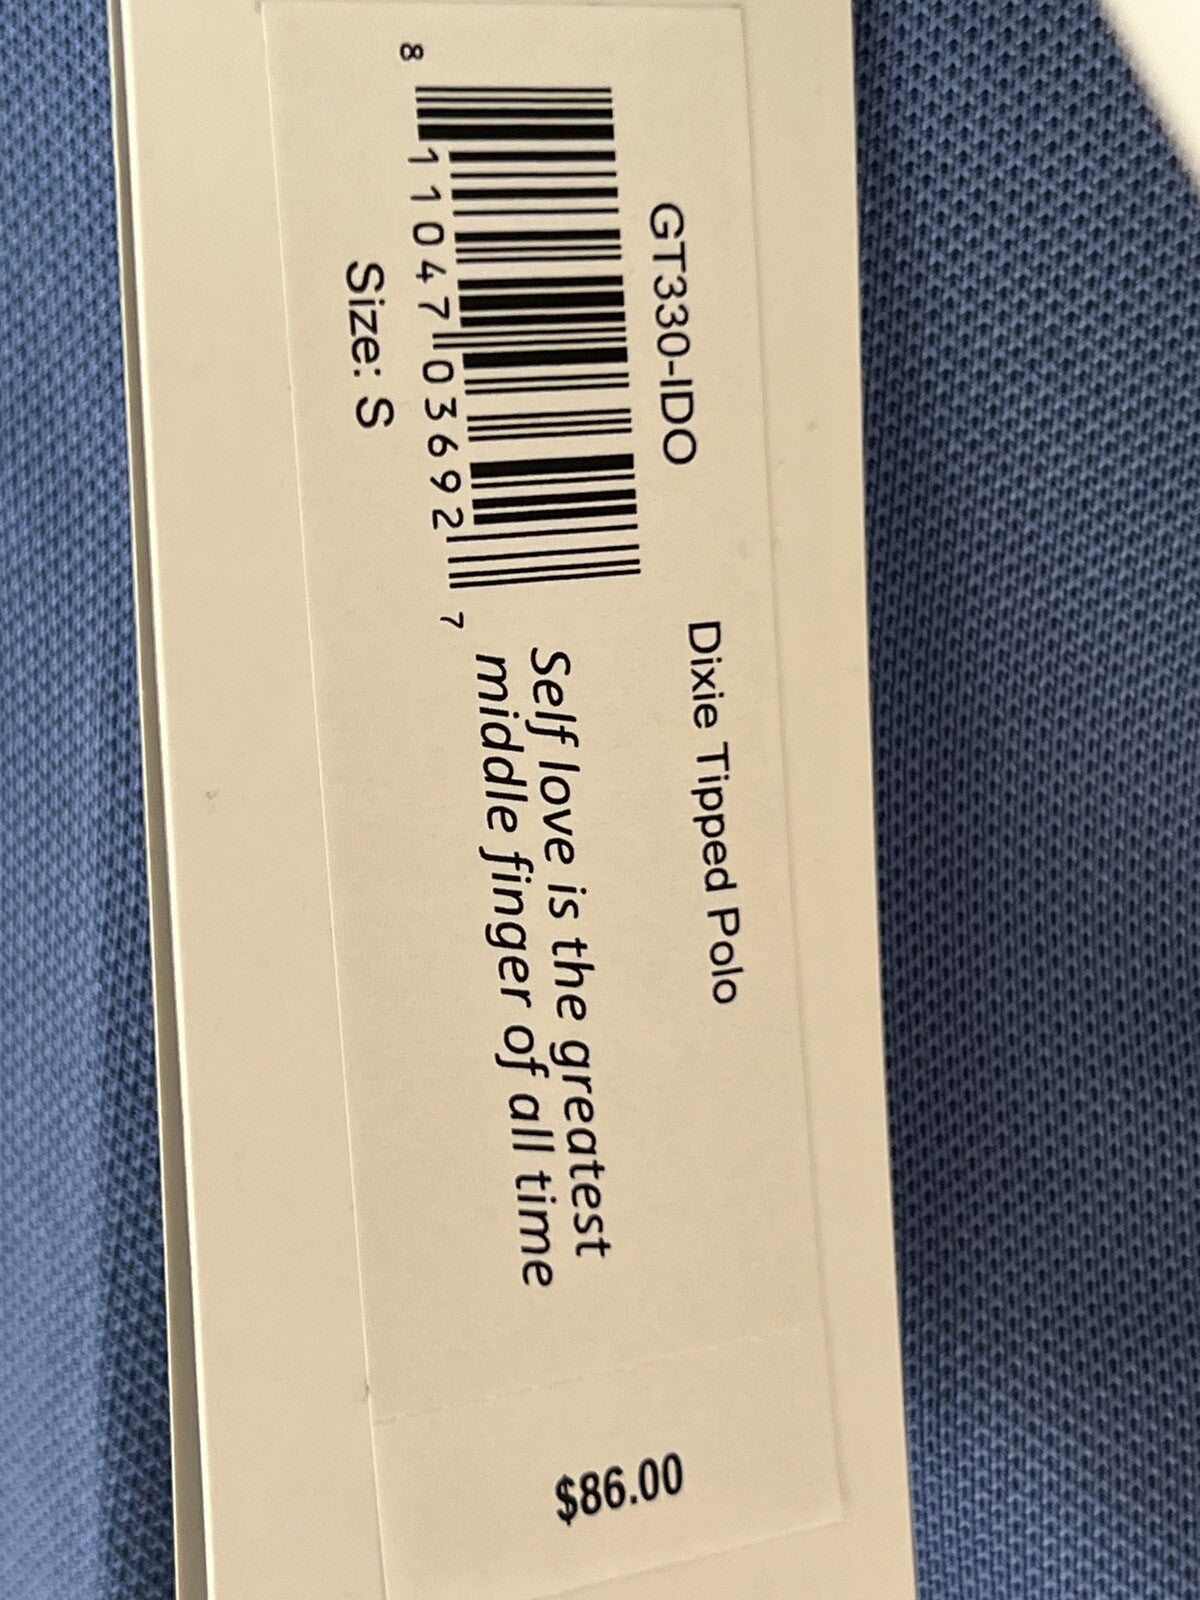 GT330-IDO
Dixie Tipped Polo
8 11047 03692 7
Self love is the greatest
middle finger of all time
Size: S
$86.00